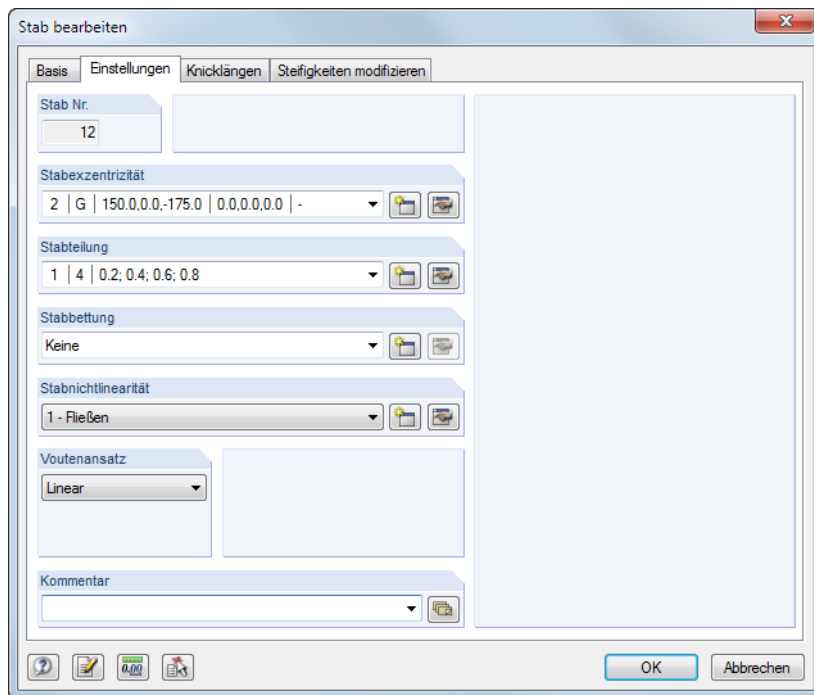 Stab bearbeiten
Basis Einstellungen Knicklängen Steifigkeiten modifizieren
Stab Nr.
12
Stabexzentrizität
2 | G | 150.0,0.0,-175.0 | 0.0,0.0,0.0 | -
Stabteilung
1 | 4 | 0.2; 0.4; 0.6; 0.8
Stabbettung
Keine
Stabnichtlinearität
1 - Fließen
Voutenansatz
Linear
Kommentar
0.00 OK Abbrechen